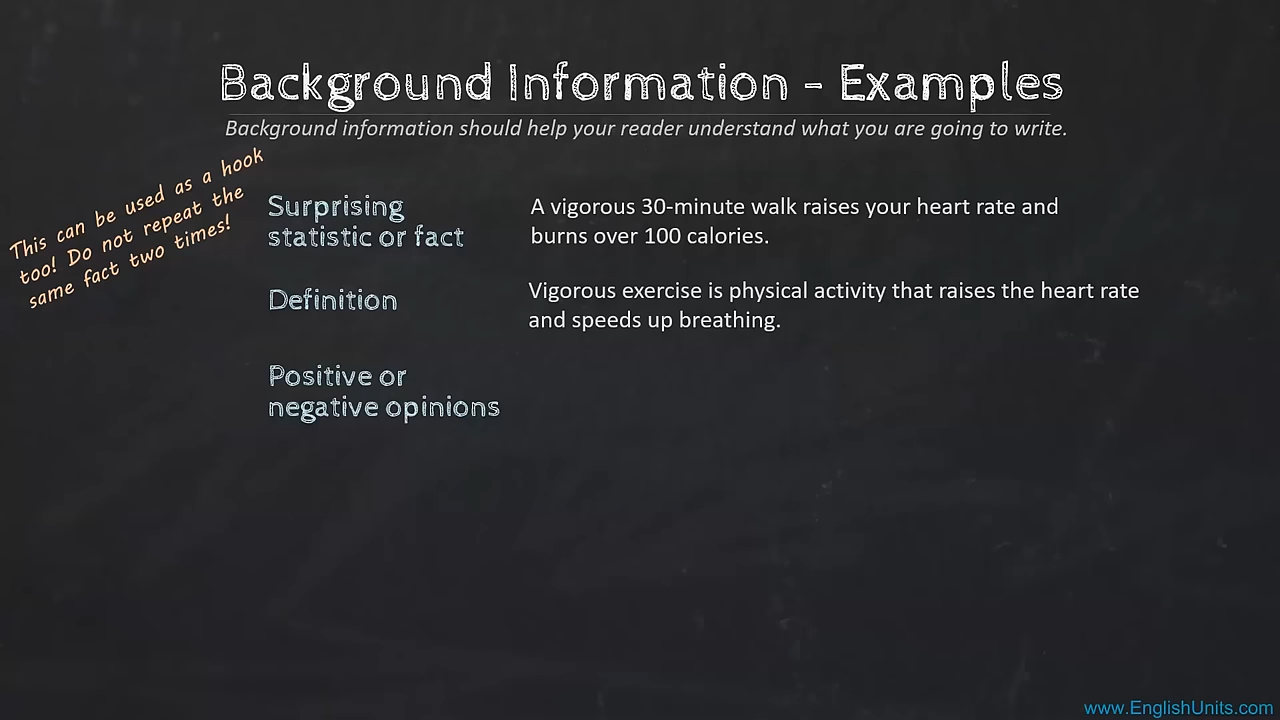 Background Information - Examples
Background information should help your reader understand what you are going to write.
This can be used as a hook
too! Do not repeat the
same fact two times!
Surprising
statistic or fact
A vigorous 30-minute walk raises your heart rate and
burns over 100 calories.
Definition
Vigorous exercise is physical activity that raises the heart rate
and speeds up breathing.
Positive or
negative opinions
www.EnglishUnits.com